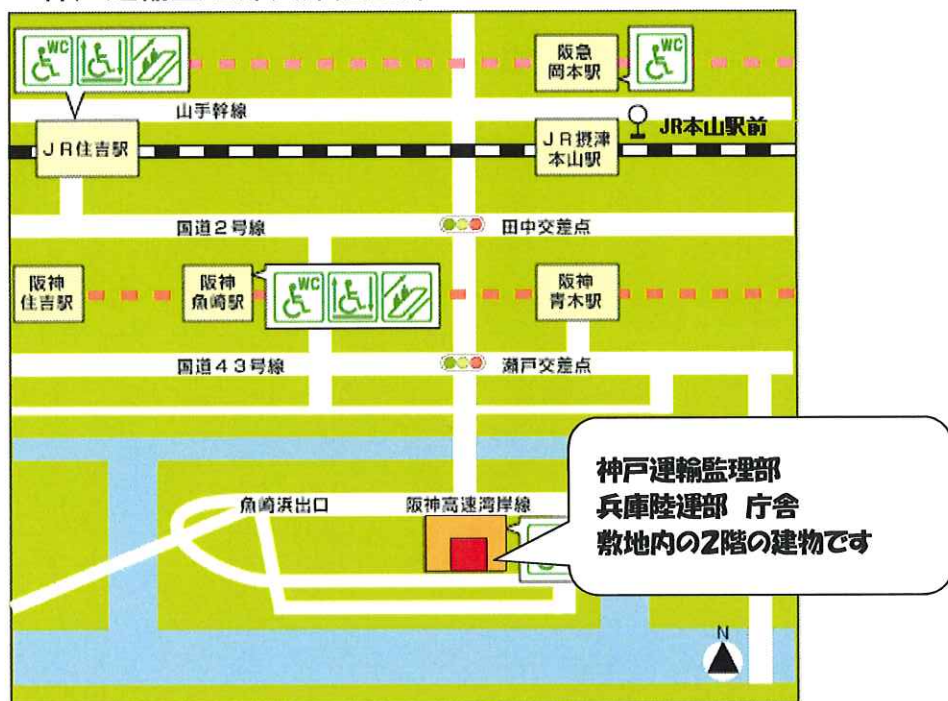 WC
WC
阪急
岡本駅
山手幹線
JR本山駅前
JR住吉駅
JR摂津
本山駅
国道2号線
田中交差点
阪神
住吉駅
阪神
魚崎駅
WC
阪神
青木駅
国道43号線
瀬戸交差点
神戸運輸監理部
兵庫陸運部 庁舎
敷地内の2階の建物です
魚崎浜出口
阪神高速湾岸線
N